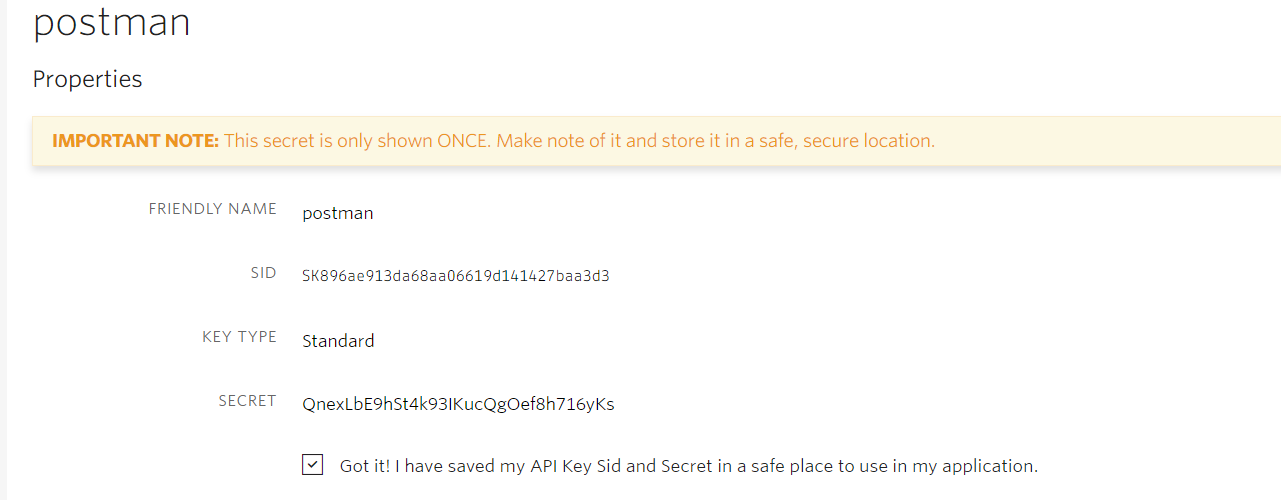 postman
Properties
IMPORTANT NOTE: This secret is only shown ONCE. Make note of it and store it in a safe, secure location.
FRIENDLY NAME postman
SID SK896ae913da68aa06619d141427baa3d3
KEY TYPE Standard
SECRET QnexLbE9hSt4k93IKucQgOef8h716yKs
Got it! I have saved my API Key Sid and Secret in a safe place to use in my application.